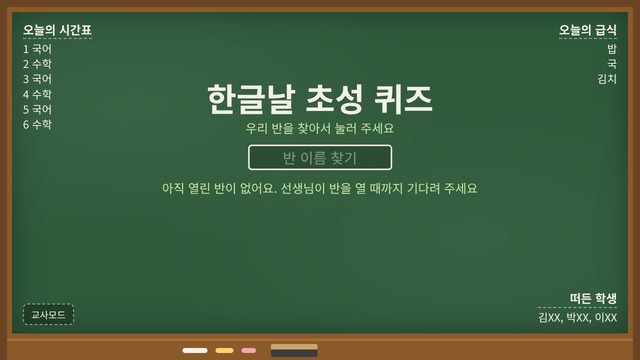 오늘의 시간표
1 국어
2 수학
3 국어
4 수학
5 국어
6 수학
오늘의 급식
밥
국
김치
한글날 초성 퀴즈
우리 반을 찾아서 눌러 주세요
반 이름 찾기
아직 열린 반이 없어요. 선생님이 반을 열 때까지 기다려 주세요
교사모드
떠든 학생
김XX, 박XX, 이XX